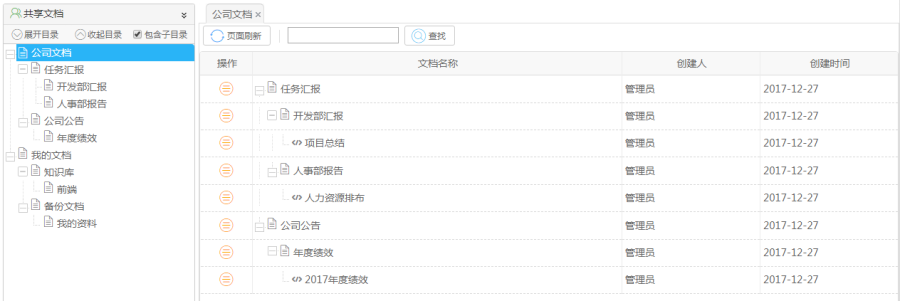 共享文档
展开目录 收起目录 包含子目录
公司文档
任务汇报
开发部汇报
人事部报告
公司公告
年度绩效
我的文档
知识库
前端
备份文档
我的资料
公司文档
页面刷新 查找
操作 文档名称 创建人 创建时间
任务汇报 管理员 2017-12-27
开发部汇报 管理员 2017-12-27
项目总结 管理员 2017-12-27
人事部报告 管理员 2017-12-27
人力资源排布 管理员 2017-12-27
公司公告 管理员 2017-12-27
年度绩效 管理员 2017-12-27
2017年度绩效 管理员 2017-12-27